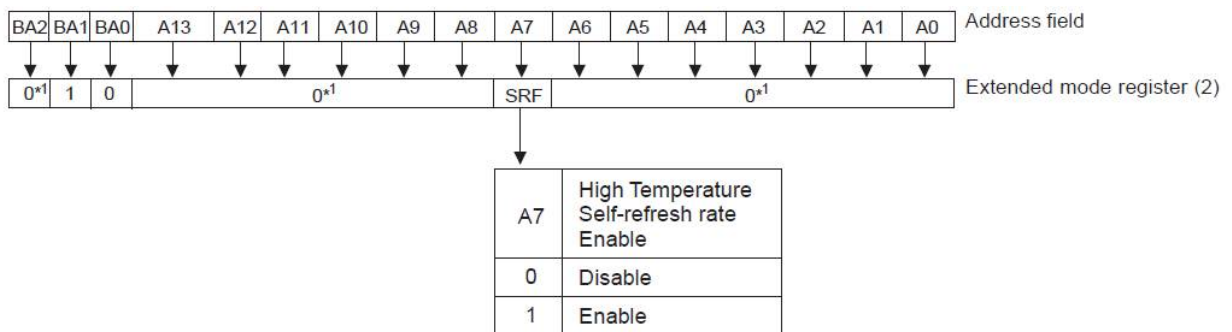 BA2 BA1 BA0 A13 A12 A11 A10 A9 A8 A7 A6 A5 A4 A3 A2 A1 A0 Address field
0*1 1 0 0*1 SRF 0*1 Extended mode register (2)
A7 High Temperature
Self-refresh rate
Enable
0 Disable
1 Enable